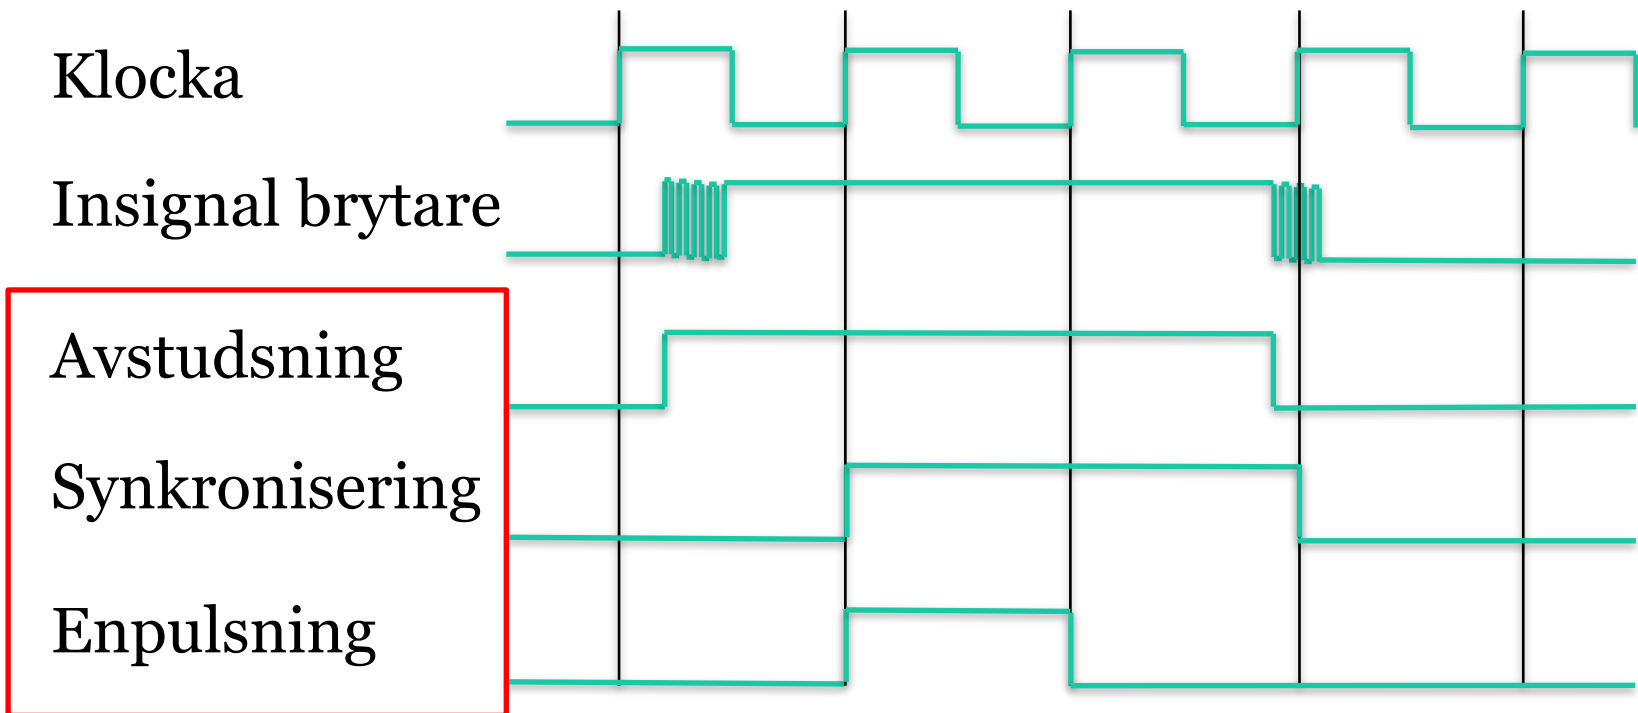 Klocka
Insignal brytare
Avstudsning
Synkronisering
Enpulsning